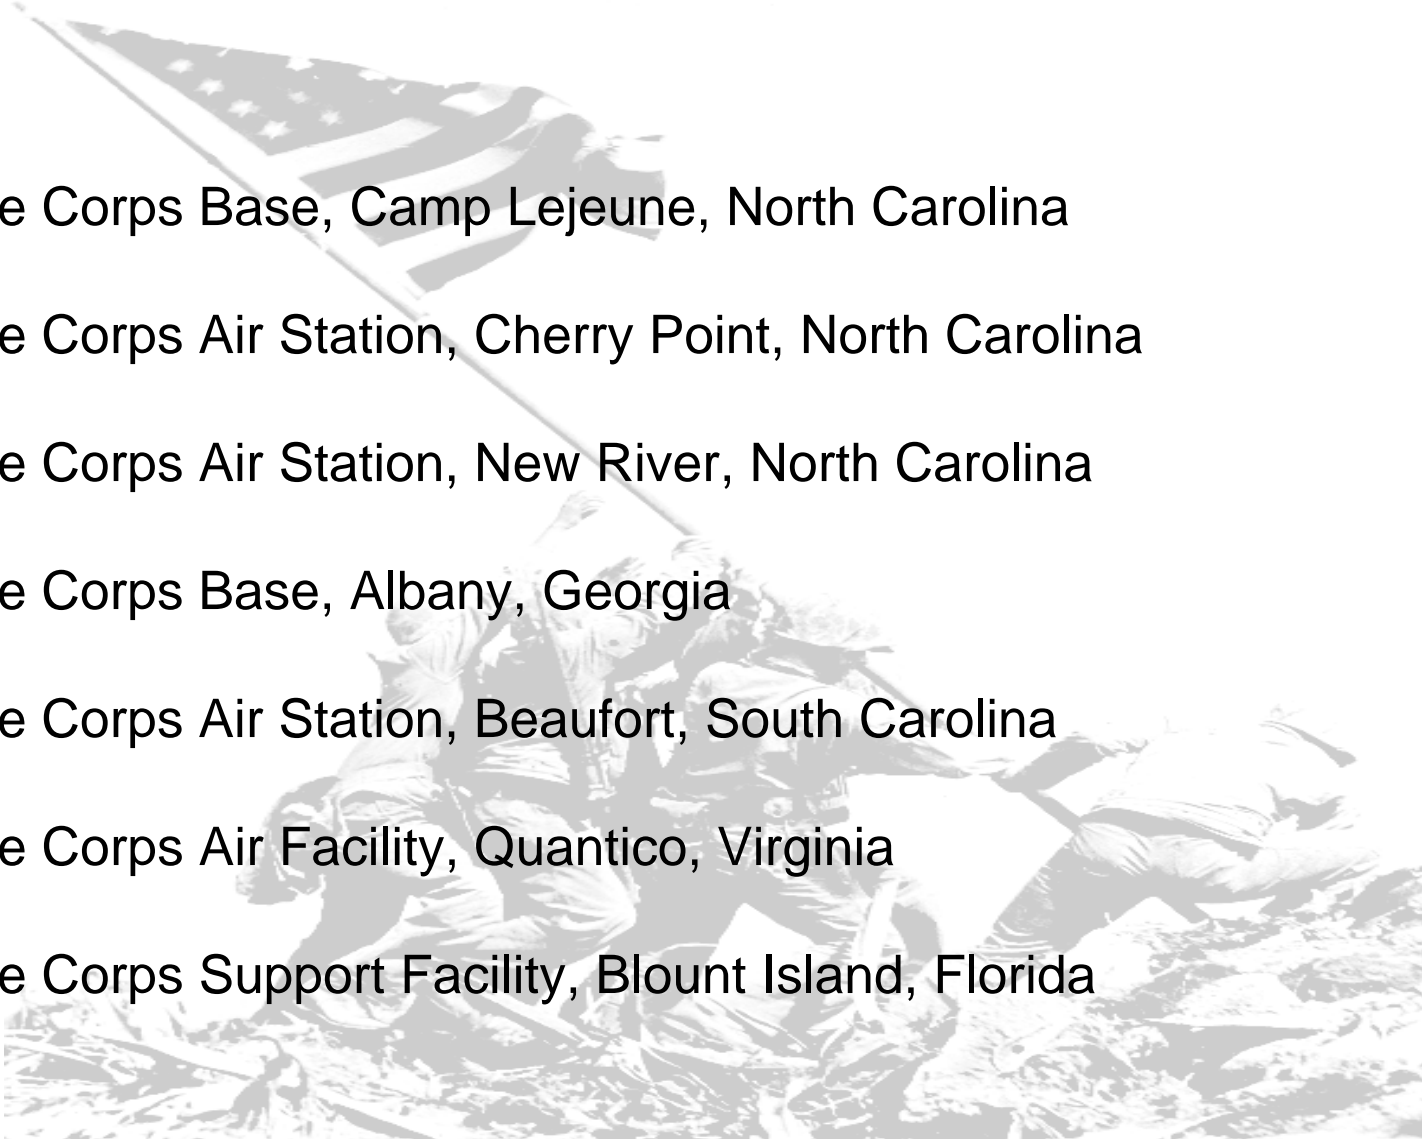 e Corps Base, Camp Lejeune, North Carolina
e Corps Air Station, Cherry Point, North Carolina
e Corps Air Station, New River, North Carolina
e Corps Base, Albany, Georgia
e Corps Air Station, Beaufort, South Carolina
e Corps Air Facility, Quantico, Virginia
e Corps Support Facility, Blount Island, Florida